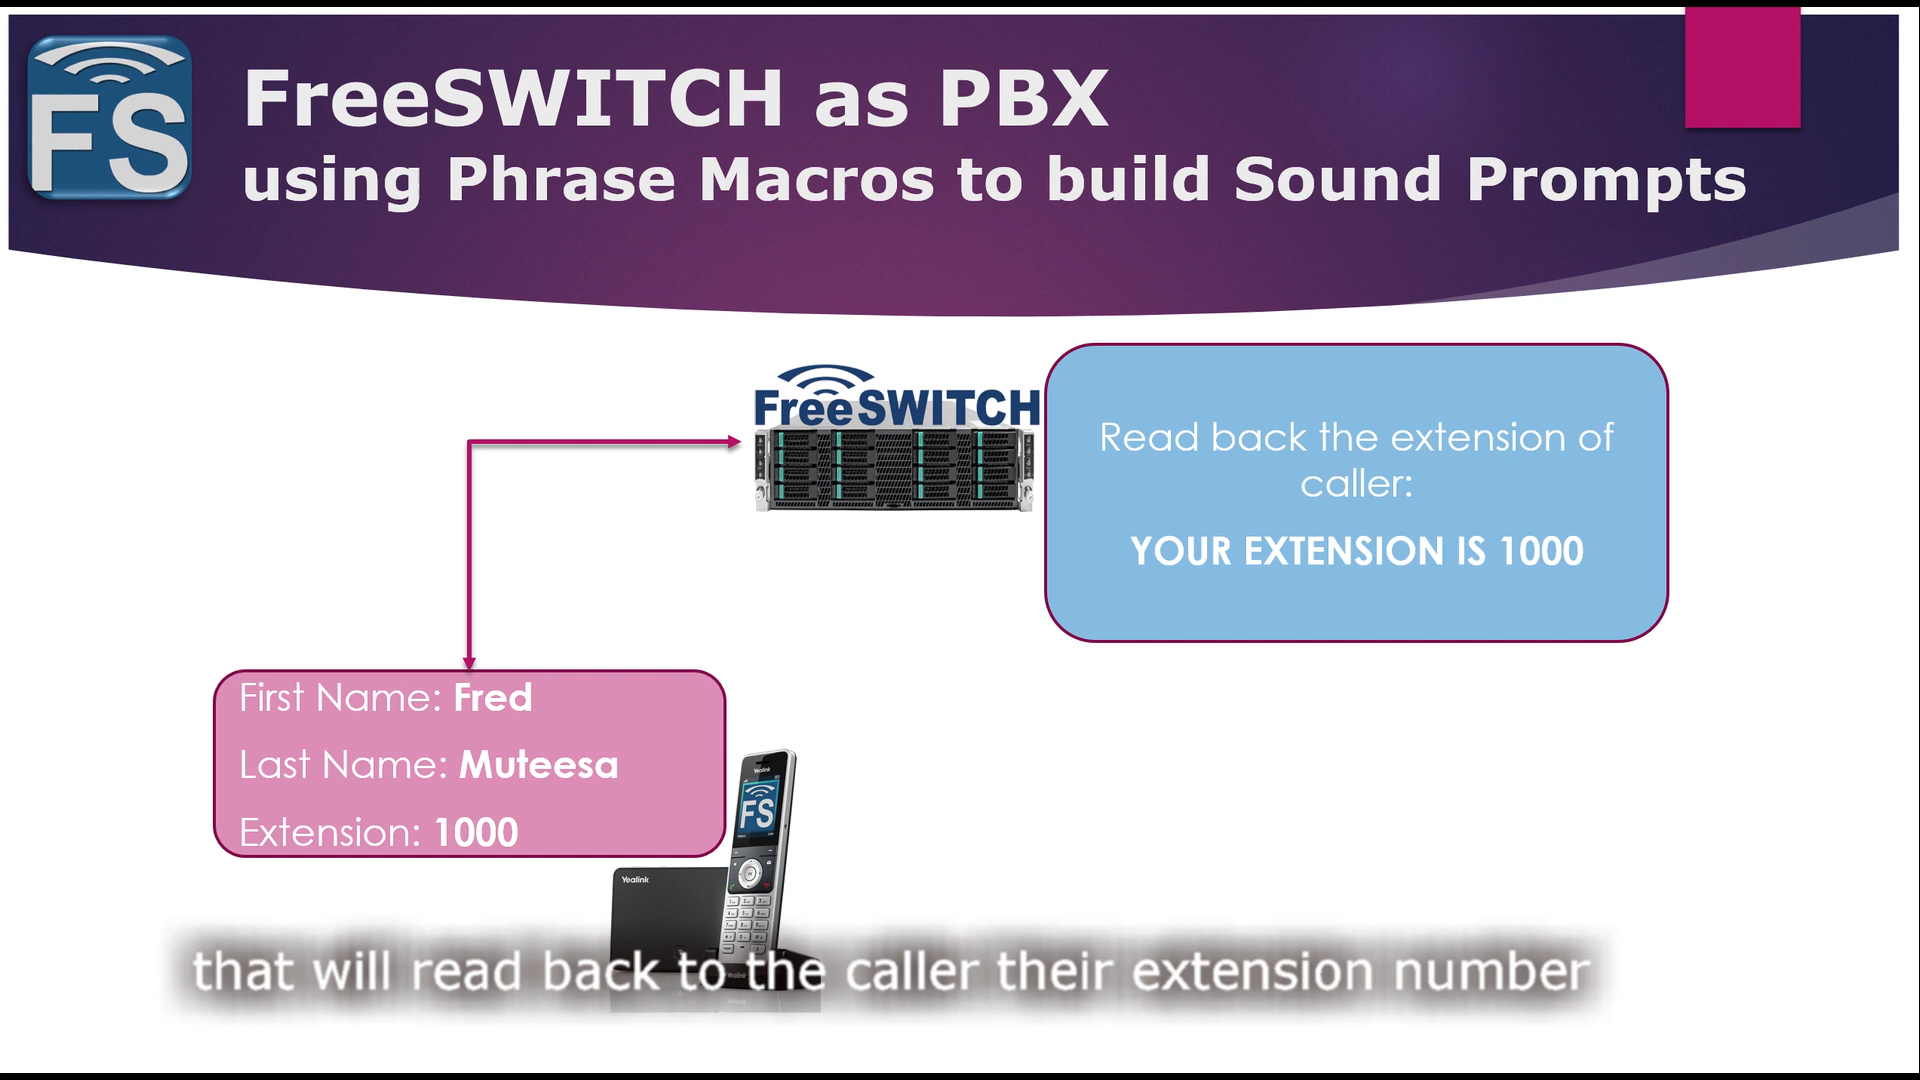 FS
FreeSWITCH as PBX
using Phrase Macros to build Sound Prompts
FreeSWITCH
Read back the extension of
caller:
YOUR EXTENSION IS 1000
First Name: Fred
Last Name: Muteesa
Extension: 1000
Yealink
FS
Yealink
that will read back to the caller their extension number